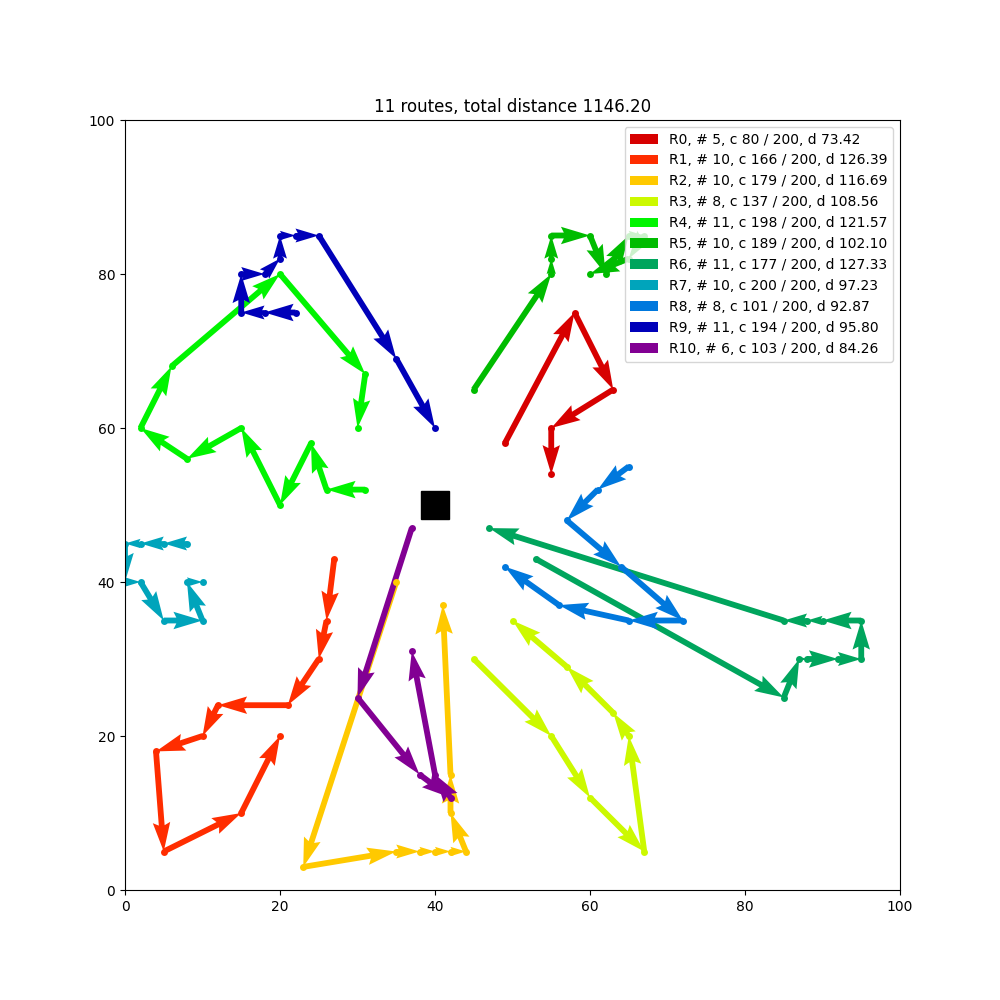 11 routes, total distance 1146.20
100
80
60
40
20
0
0 20 40 60 80 100
R0, # 5, c 80 / 200, d 73.42
R1, # 10, c 166 / 200, d 126.39
R2, # 10, c 179 / 200, d 116.69
R3, # 8, c 137 / 200, d 108.56
R4, # 11, c 198 / 200, d 121.57
R5, # 10, c 189 / 200, d 102.10
R6, # 11, c 177 / 200, d 127.33
R7, # 10, c 200 / 200, d 97.23
R8, # 8, c 101 / 200, d 92.87
R9, # 11, c 194 / 200, d 95.80
R10, # 6, c 103 / 200, d 84.26